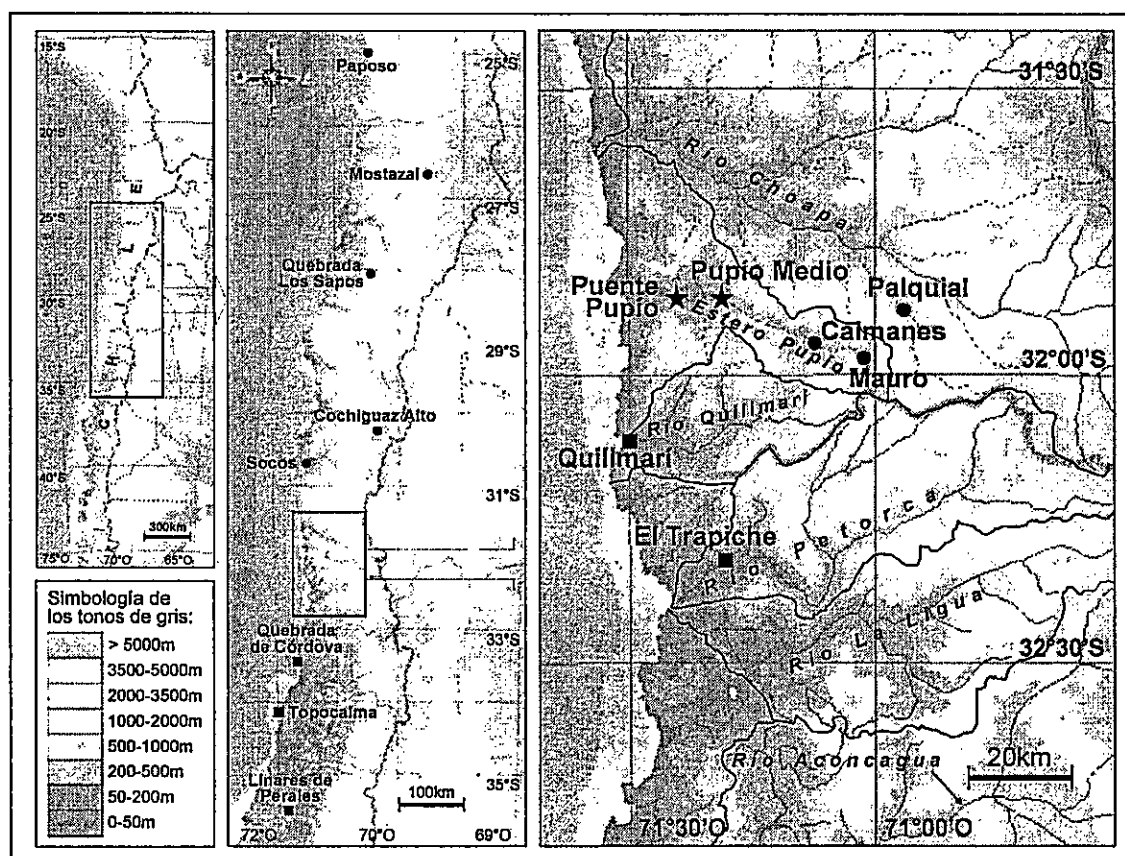 15°S
20°S
25°S
30°S
35°S
40°S
C H I L E
300km
75°O
70°O
65°O
Simbología de
los tonos de gris:
> 5000m
3500-5000m
2000-3500m
1000-2000m
500-1000m
200-500m
50-200m
0-50m
Paposo
25°S
Mostazal
27°S
Quebrada
Los Sapos
29°S
Cochiguaz Alto
Socos
31°S
33°S
Quebrada
de Córdova
Topocalma
Linares de
Perales
35°S
100km
72°O
70°O
69°O
31°30'S
Río Choapa
Pupío Medio
Puente
Pupío
Palquial
Estero Pupío
Caimanes
32°00'S
Mauro
Río Quilimarí
Quilimarí
El Trapiche
Río Petorca
Río La Ligua
32°30'S
Río Aconcagua
20km
71°30'O
71°00'O